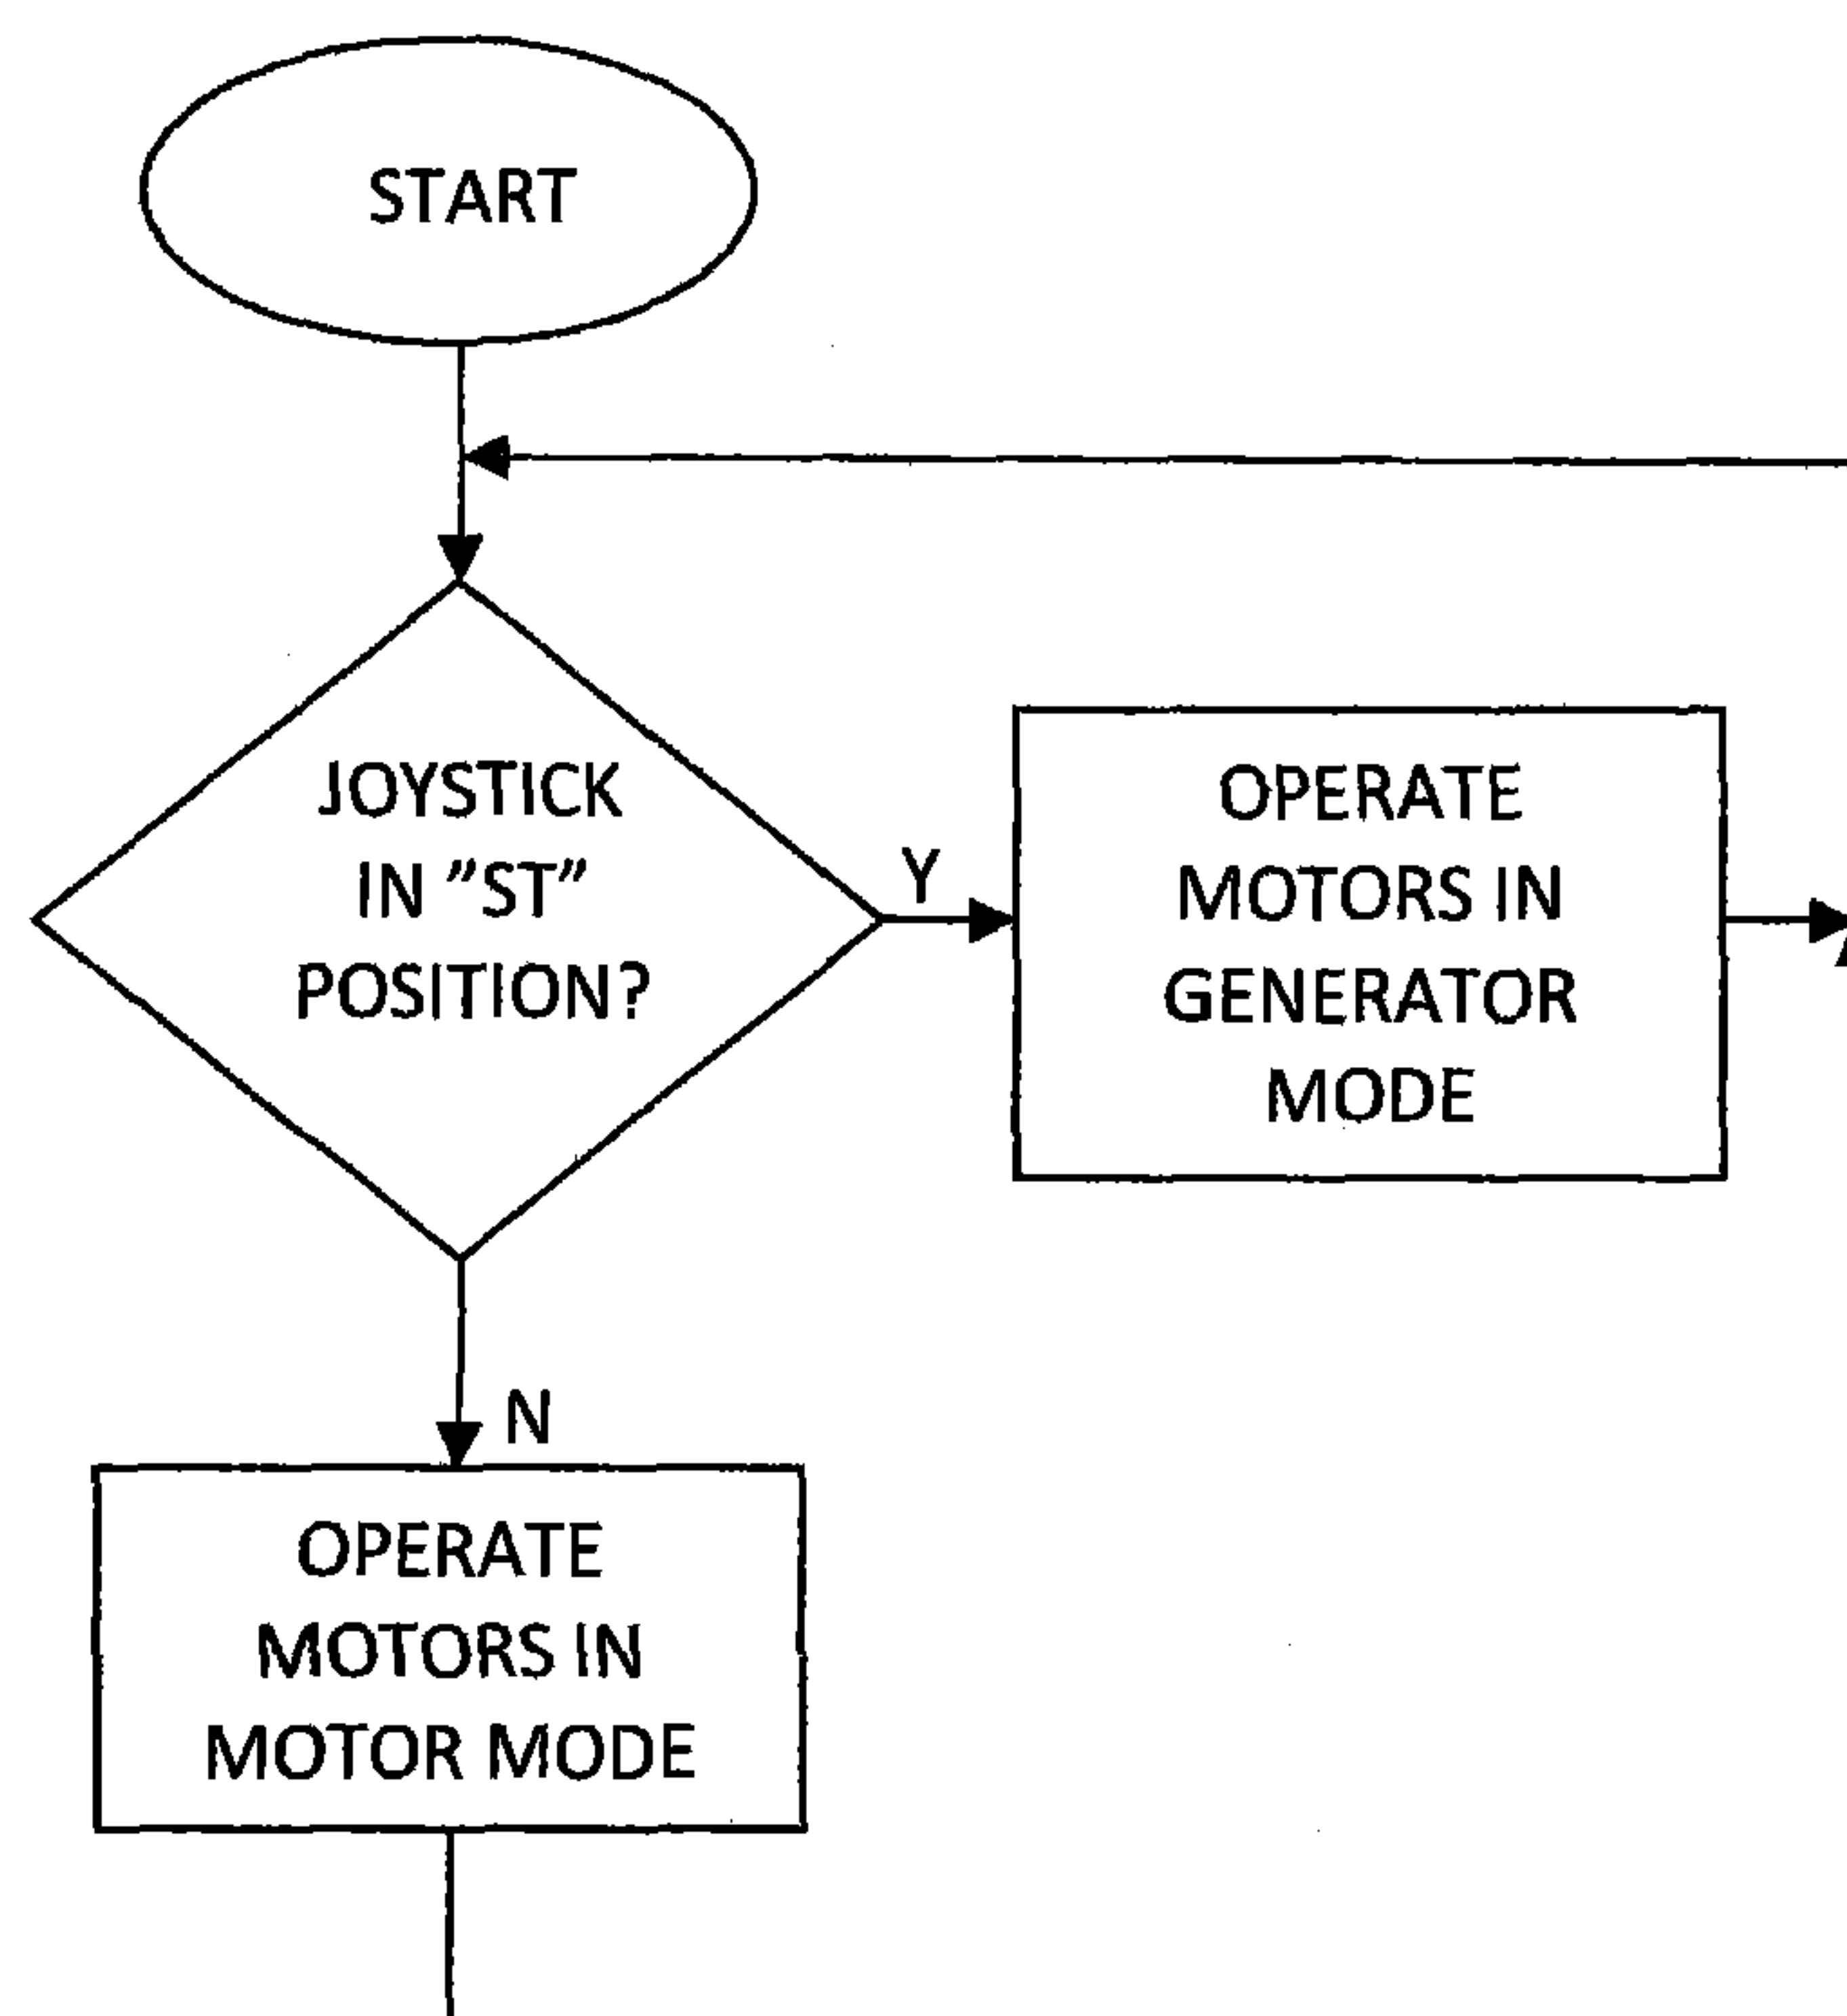 START
JOYSTICK
IN ”ST”
POSITION?
Y
OPERATE
MOTORS IN
GENERATOR
MODE
N
OPERATE
MOTORS IN
MOTOR MODE